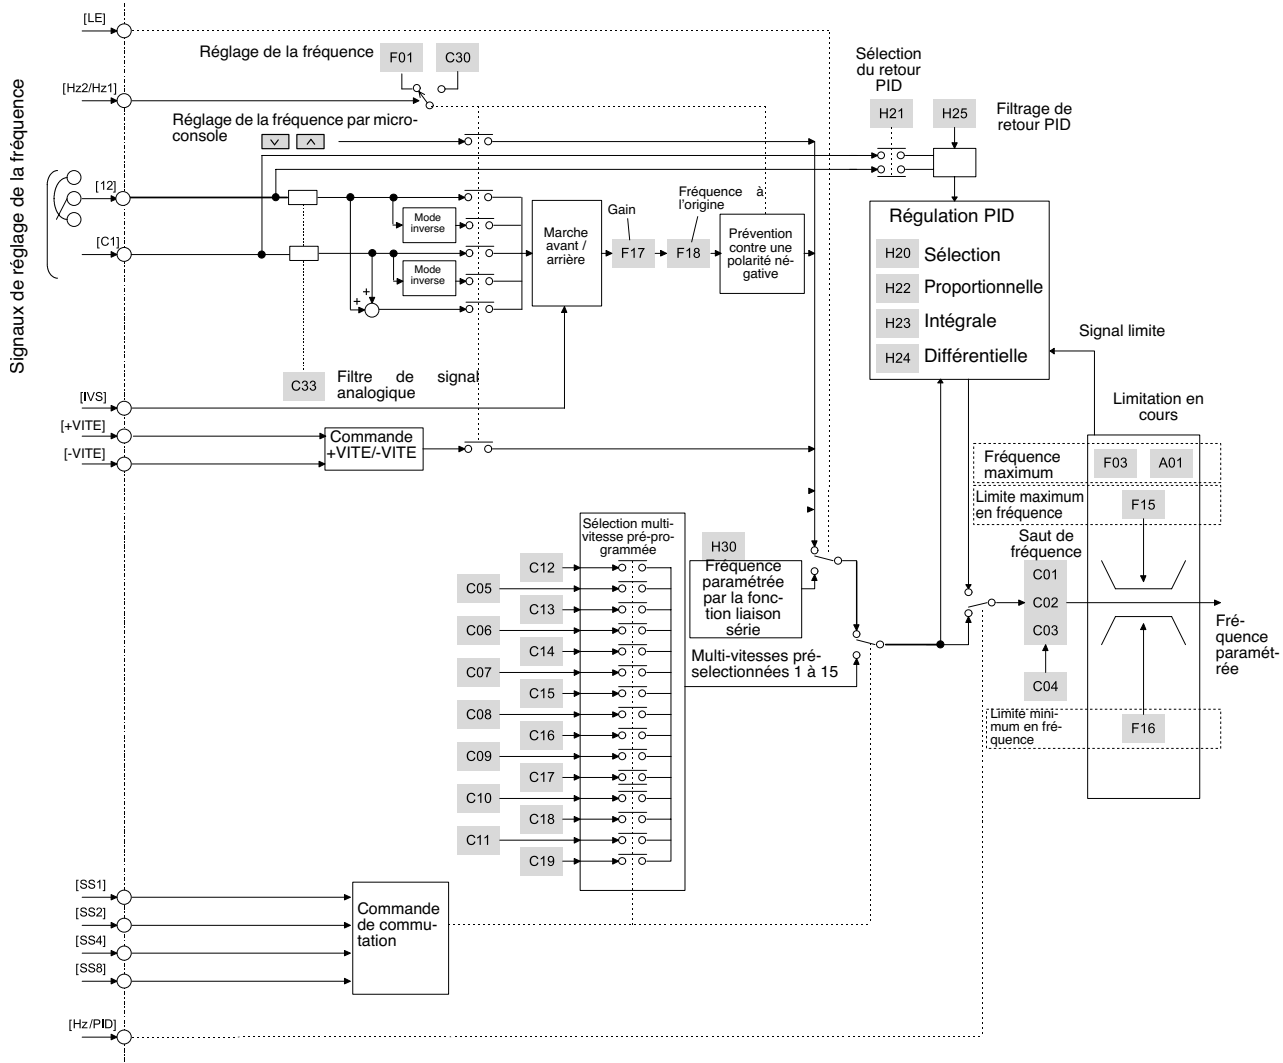 [LE]
Réglage de la fréquence
F01
C30
[Hz2/Hz1]
Réglage de la fréquence par micro-
console
Sélection
du retour
PID
H21
H25
Filtrage de
retour PID
Signaux de réglage de la fréquence
[12]
[C1]
Mode
inverse
Mode
inverse
+
+
Marche
avant /
arrière
Gain
F17
Fréquence à
l'origine
F18
Prévention
contre une
polarité né-
gative
Régulation PID
H20 Sélection
H22 Proportionnelle
H23 Intégrale
H24 Différentielle
Signal limite
C33
Filtre de signal
analogique
[IVS]
[+VITE]
[-VITE]
Commande
+VITE/-VITE
Limitation en
cours
Fréquence
maximum
F03
A01
Limite maximum
en fréquence
F15
Saut de
fréquence
C01
C02
C03
C04
Fré-
quence
paramét-
rée
Limite mini-
mum en fré-
quence
F16
Sélection multi-
vitesse pré-pro-
grammée
H30
Fréquence
paramétrée
par la fonc-
tion liaison
série
Multi-vitesses pré-
selectionnées 1 à 15
C12
C05
C13
C06
C14
C07
C15
C08
C16
C09
C17
C10
C18
C11
C19
[SS1]
[SS2]
[SS4]
[SS8]
Commande
de commu-
tation
[Hz/PID]